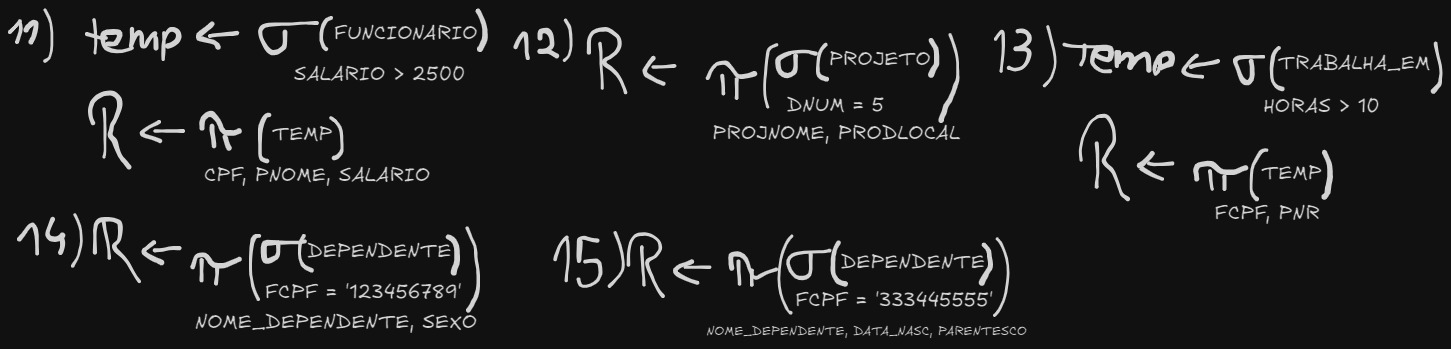 11) temp ← σ(FUNCIONARIO)
SALARIO > 2500
R ← π (TEMP)
CPF, PNOME, SALARIO
12) R ← π(σ(PROJETO))
DNUM = 5
PROJNOME, PRODLOCAL
13) Temp ← σ(TRABALHA_EM)
HORAS > 10
R ← π(TEMP)
FCPF, PNR
14) R ← π(σ(DEPENDENTE))
FCPF = '123456789'
NOME_DEPENDENTE, SEXO
15) R ← π(σ(DEPENDENTE))
FCPF = '333445555'
NOME_DEPENDENTE, DATA_NASC, PARENTESCO